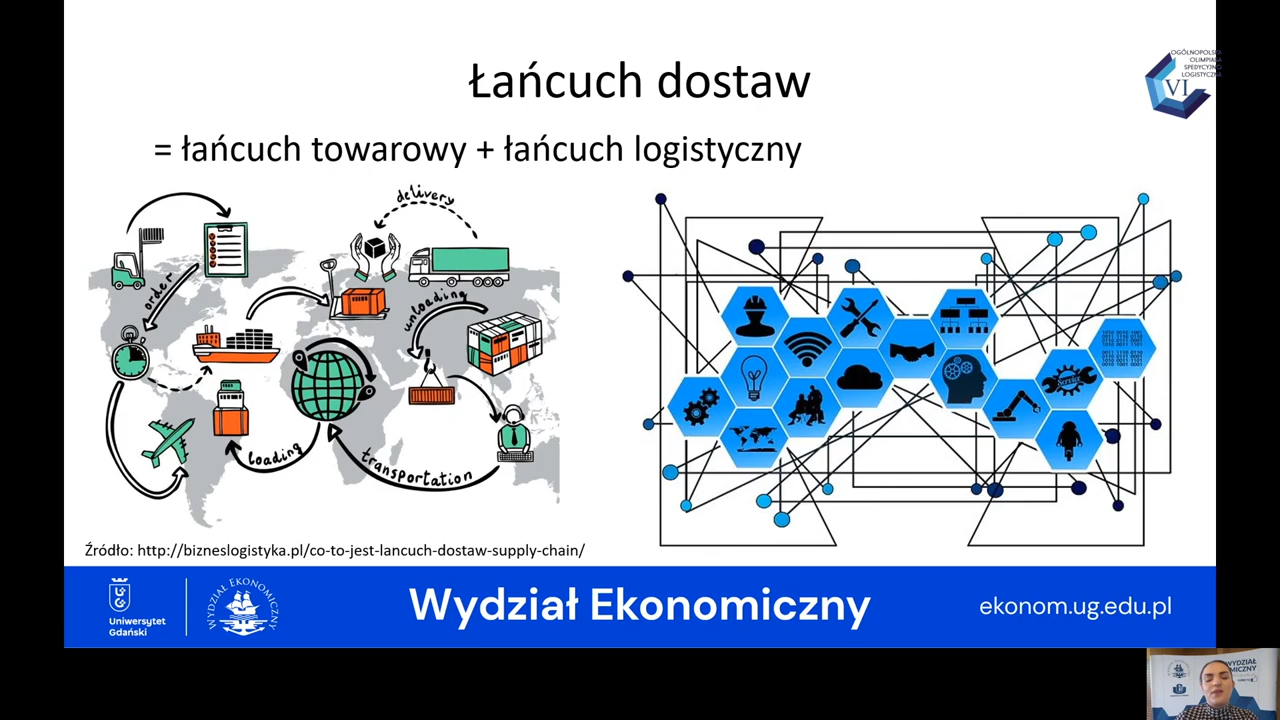 Łańcuch dostaw
OGÓLNOPOLSKA
OLIMPIADA
SPEDYCYJNO
LOGISTYCZNA
VI
= łańcuch towarowy + łańcuch logistyczny
delivery
order
unloading
loading
transportation
SERVICE
Źródło: http://bizneslogistyka.pl/co-to-jest-lancuch-dostaw-supply-chain/
Uniwersytet
Gdański
WYDZIAŁ EKONOMICZNY
Wydział Ekonomiczny
ekonom.ug.edu.pl